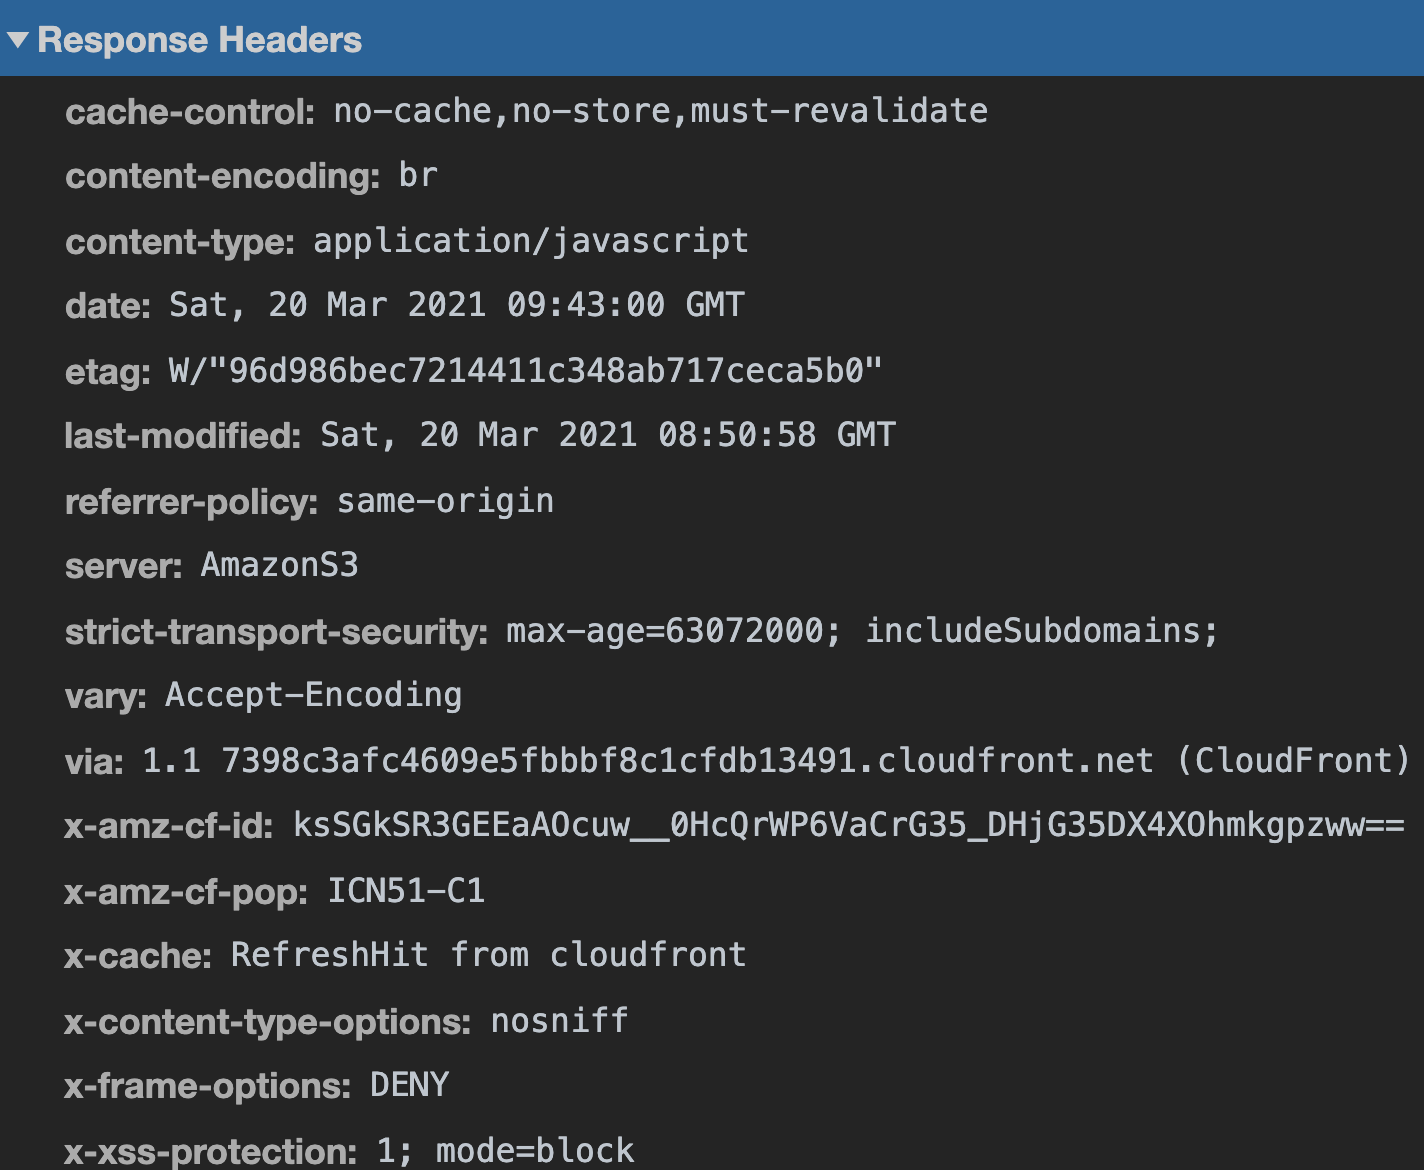 Response Headers
cache-control: no-cache,no-store,must-revalidate
content-encoding: br
content-type: application/javascript
date: Sat, 20 Mar 2021 09:43:00 GMT
etag: W/"96d986bec7214411c348ab717ceca5b0"
last-modified: Sat, 20 Mar 2021 08:50:58 GMT
referrer-policy: same-origin
server: AmazonS3
strict-transport-security: max-age=63072000; includeSubdomains;
vary: Accept-Encoding
via: 1.1 7398c3afc4609e5fbbbf8c1cfdb13491.cloudfront.net (CloudFront)
x-amz-cf-id: ksSGkSR3GEEaAOcuw__0HcQrWP6VaCrG35_DHjG35DX4XOhmkgpzww==
x-amz-cf-pop: ICN51-C1
x-cache: RefreshHit from cloudfront
x-content-type-options: nosniff
x-frame-options: DENY
x-xss-protection: 1; mode=block